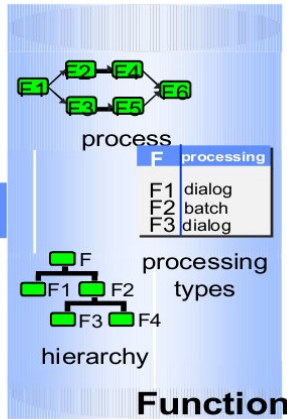 F2 F4
F1 F6
F3 F5
process
F processing
F1 dialog
F2 batch
F3 dialog
processing
types
F
F1 F2
F3 F4
hierarchy
Function